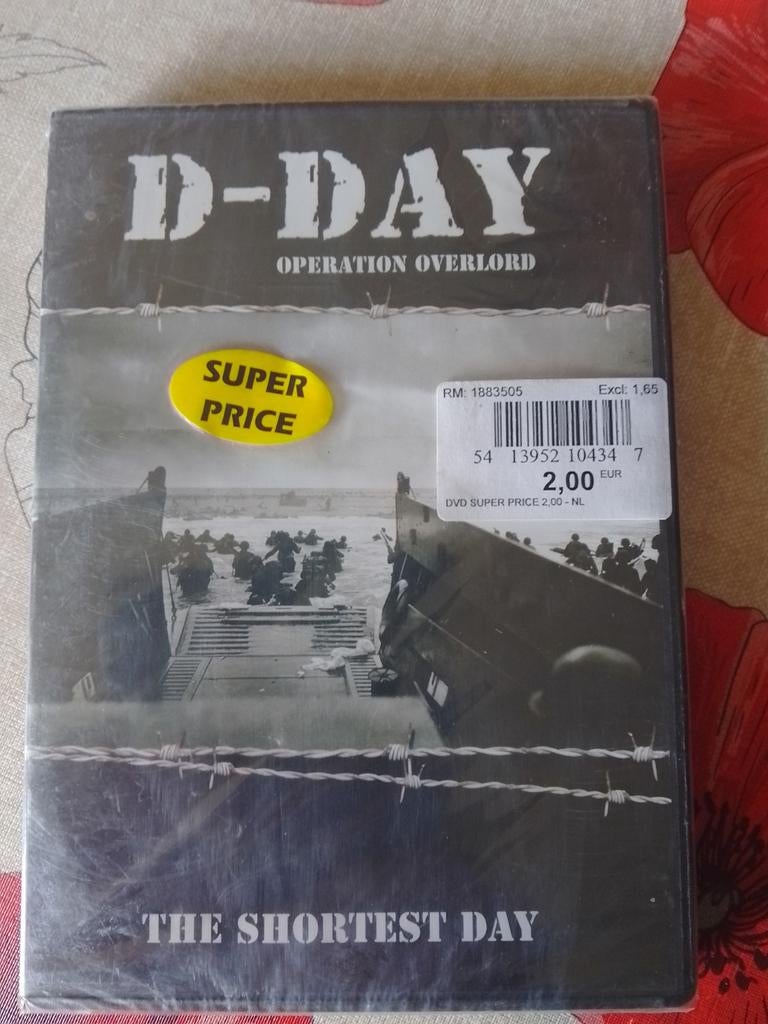 D-DAY
OPERATION OVERLORD
SUPER
PRICE
RM: 1883505 Excl: 1,65
54 13952 10434 7
2,00 EUR
DVD SUPER PRICE 2,00 - NL
THE SHORTEST DAY